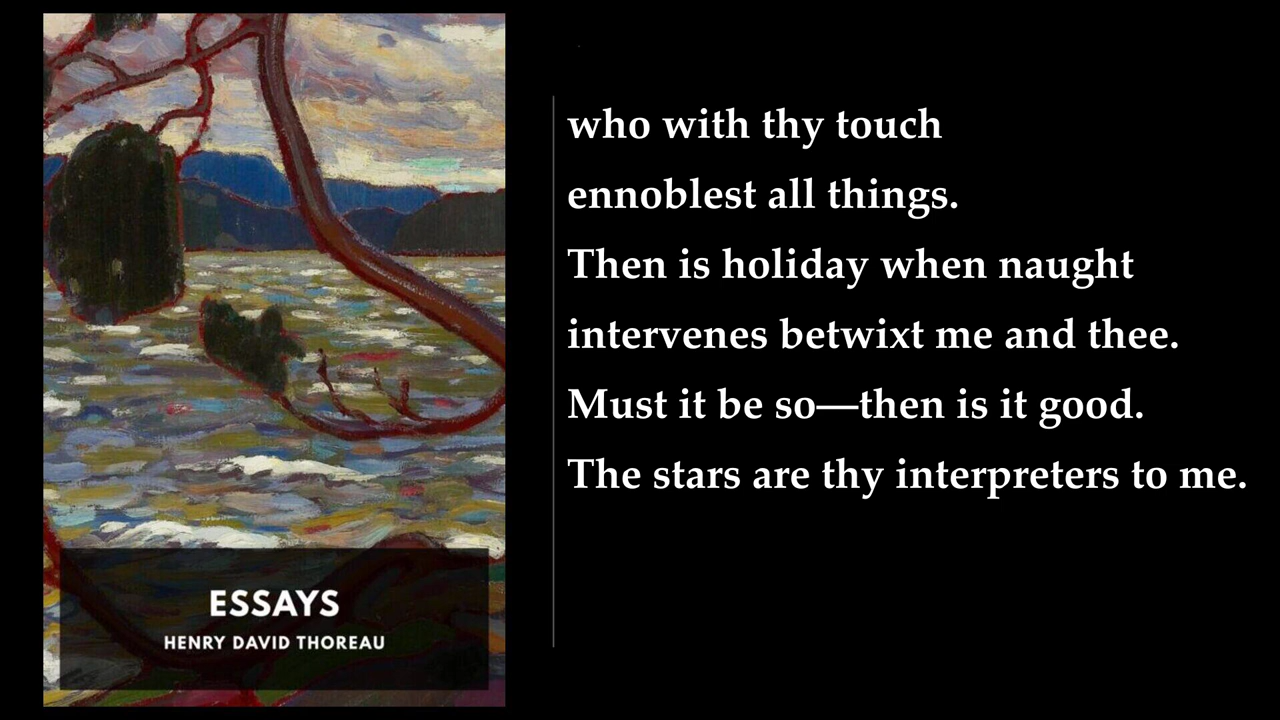 who with thy touch
ennoblest all things.
Then is holiday when naught
intervenes betwixt me and thee.
Must it be so—then is it good.
The stars are thy interpreters to me.
ESSAYS
HENRY DAVID THOREAU